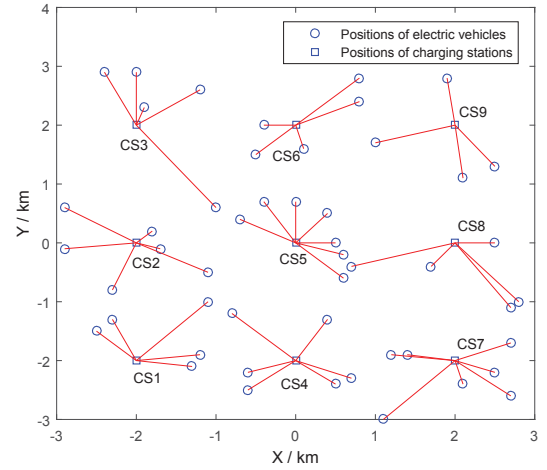 4
Positions of electric vehicles
Positions of charging stations
3
CS3
CS6
CS9
2
1
Y / km
0
CS2
CS5
CS8
-1
CS1
CS4
CS7
-2
-3
-3 -2 -1 0 1 2 3
X / km